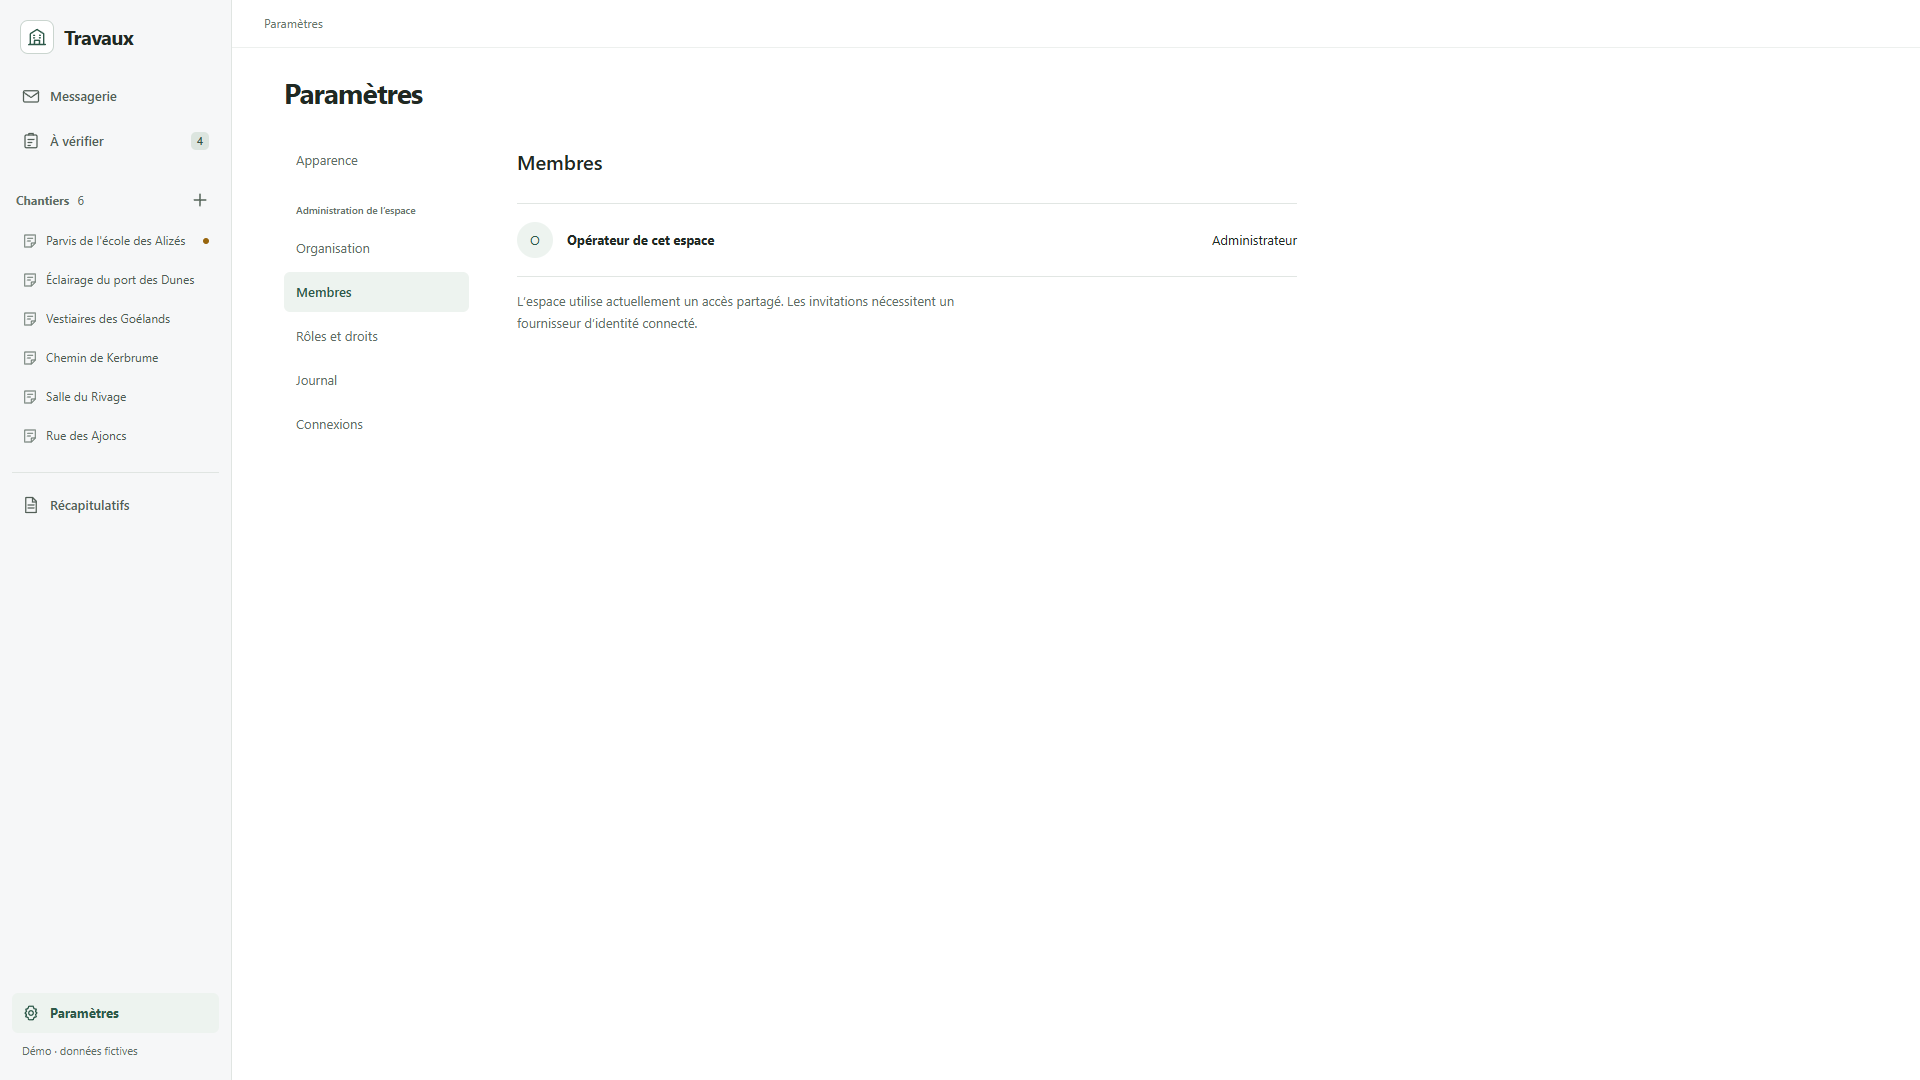 Travaux
Messagerie
À vérifier 4
Chantiers 6
Parvis de l'école des Alizés
Éclairage du port des Dunes
Vestiaires des Goélands
Chemin de Kerbrume
Salle du Rivage
Rue des Ajoncs
Récapitulatifs
Paramètres
Démo · données fictives
Paramètres
Paramètres
Apparence
Administration de l'espace
Organisation
Membres
Rôles et droits
Journal
Connexions
Membres
O Opérateur de cet espace Administrateur
L'espace utilise actuellement un accès partagé. Les invitations nécessitent un
fournisseur d'identité connecté.